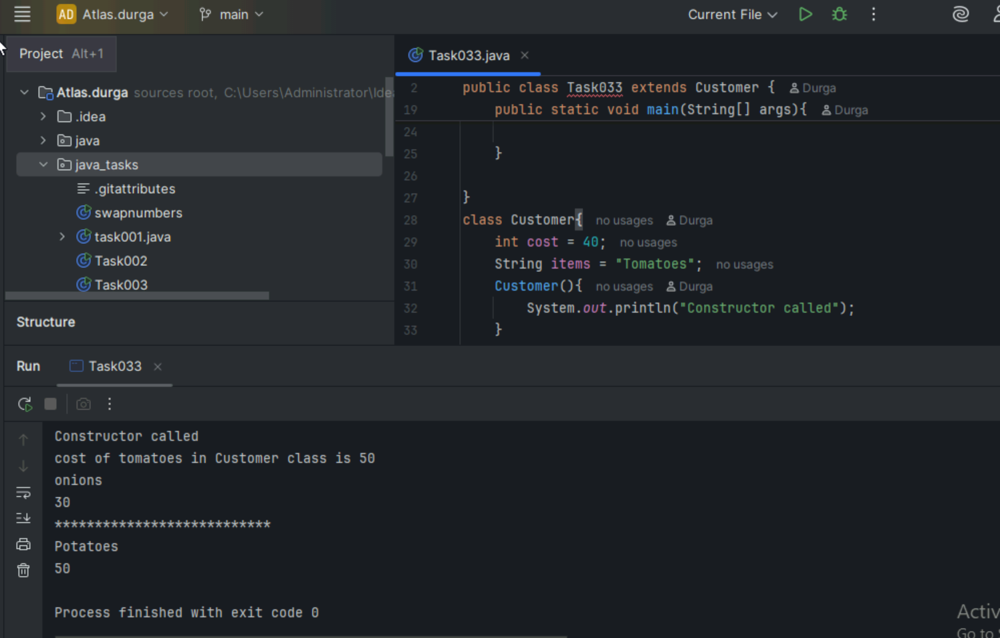 AD Atlas.durga main Current File
Project Alt+1
Atlas.durga sources root, C:\Users\Administrator\Ide
.idea
java
java_tasks
.gitattributes
swapnumbers
task001.java
Task002
Task003
Structure
Task033.java
2 public class Task033 extends Customer { Durga
19 public static void main(String[] args){ Durga
24
25 }
26
27 }
28 class Customer{ no usages Durga
29 int cost = 40; no usages
30 String items = "Tomatoes"; no usages
31 Customer(){ no usages Durga
32 System.out.println("Constructor called");
33 }
Run Task033
Constructor called
cost of tomatoes in Customer class is 50
onions
30
***************************
Potatoes
50
Process finished with exit code 0
Activ
Go to